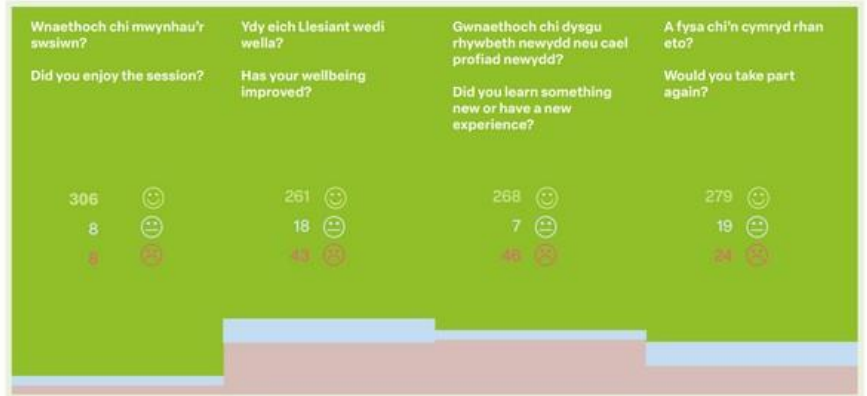 Wnaethoch chi mwynhau'r
swsiwn?
Did you enjoy the session?
306
8
8
Ydy eich Llesiant wedi
wella?
Has your wellbeing
improved?
261
18
43
Gwnaethoch chi dysgu
rhywbeth newydd neu cael
profiad newydd?
Did you learn something
new or have a new
experience?
268
7
46
A fysa chi'n cymryd rhan
eto?
Would you take part
again?
279
19
24